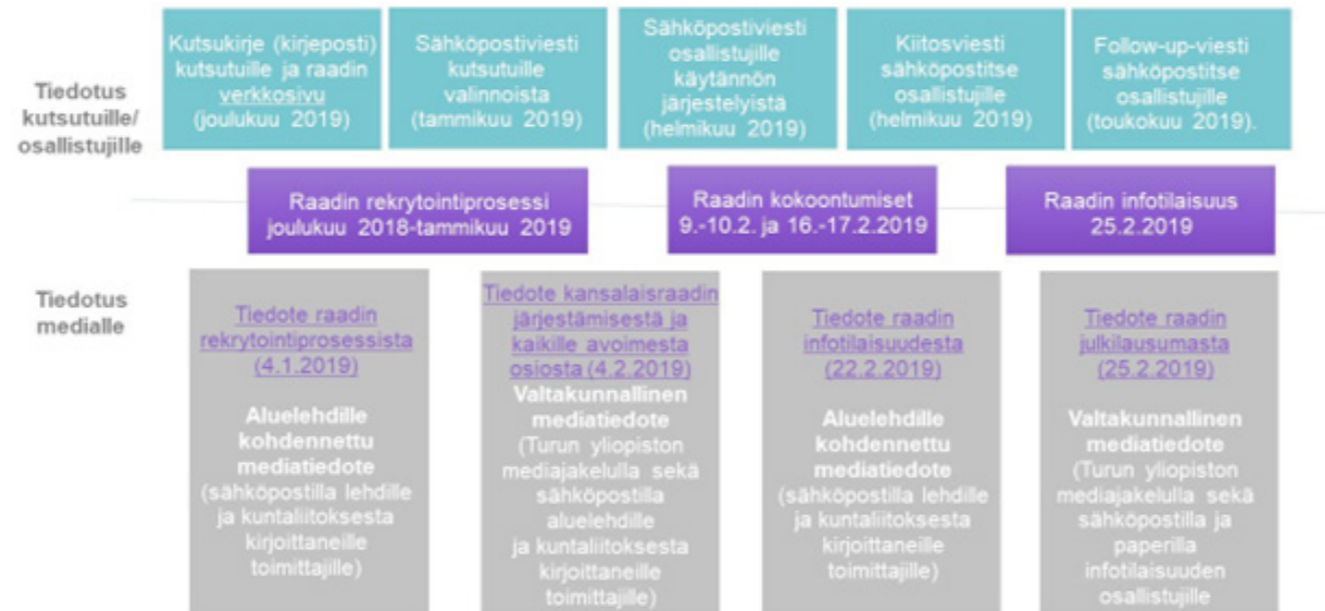 Tiedotus
kutsutuille/
osallistujille
Kutsukirje (kirjeposti)
kutsutuille ja raadin
verkkosivu
(joulukuu 2019)
Sähköpostiviesti
kutsutuille
valinnoista
(tammikuu 2019)
Sähköpostiviesti
osallistujille
käytännön
järjestelyistä
(helmikuu 2019)
Kiitosviesti
sähköpostitse
osallistujille
(helmikuu 2019)
Follow-up-viesti
sähköpostitse
osallistujille
(toukokuu 2019).
Raadin rekrytointiprosessi
joulukuu 2018-tammikuu 2019
Raadin kokoontumiset
9.-10.2. ja 16.-17.2.2019
Raadin infotilaisuus
25.2.2019
Tiedotus
medialle
Tiedote raadin
rekrytointiprosessista
(4.1.2019)
Aluelehdille
kohdennettu
mediatiedote
(sähköpostilla lehdille
ja kuntaliitoksesta
kirjoittaneille
toimittajille)
Tiedote kansalaisraadin
järjestämisestä ja
kaikille avoimesta
osiosta (4.2.2019)
Valtakunnallinen
mediatiedote
(Turun yliopiston
mediajakelulla sekä
sähköpostilla
aluelehdille
ja kuntaliitoksesta
kirjoittaneille
toimittajille)
Tiedote raadin
infotilaisuudesta
(22.2.2019)
Aluelehdille
kohdennettu
mediatiedote
(sähköpostilla lehdille
ja kuntaliitoksesta
kirjoittaneille
toimittajille)
Tiedote raadin
julkilausumasta
(25.2.2019)
Valtakunnallinen
mediatiedote
(Turun yliopiston
mediajakelulla sekä
sähköpostilla ja
paperilla
infotilaisuuden
osallistujille